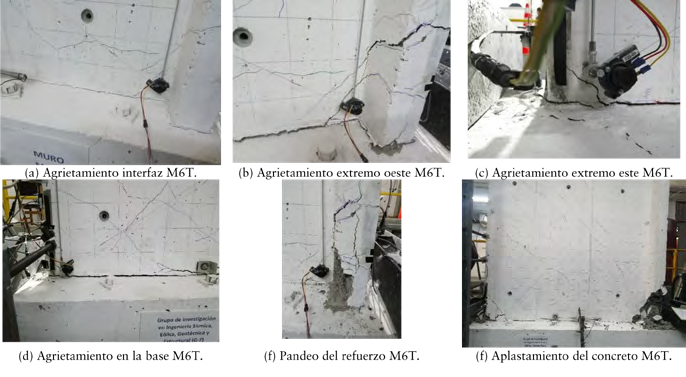 MURO
(a) Agrietamiento interfaz M6T.
(b) Agrietamiento extremo oeste M6T.
(c) Agrietamiento extremo este M6T.
Grupo de Investigación
en Ingeniería Sísmica,
Eólica, Geotécnica y
Estructural
(d) Agrietamiento en la base M6T.
(f) Pandeo del refuerzo M6T.
(f) Aplastamiento del concreto M6T.